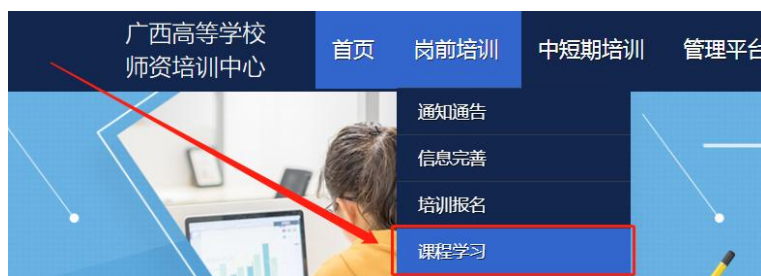 广西高等学校
师资培训中心
首页 岗前培训 中短期培训 管理平台
通知通告
信息完善
培训报名
课程学习